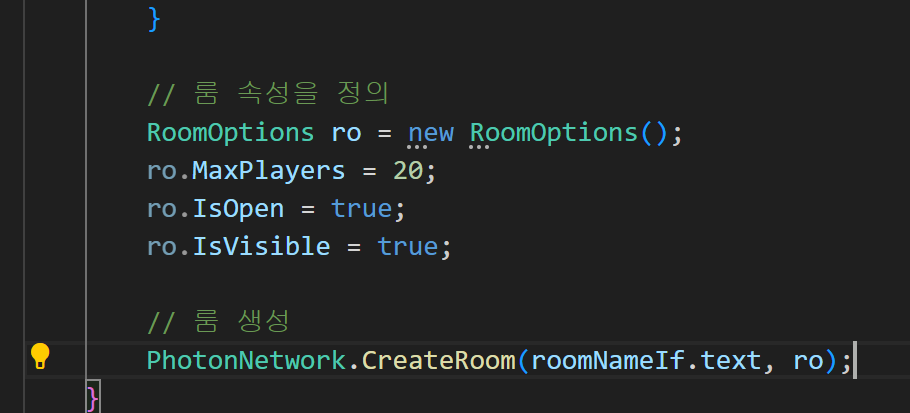 }
// 룸 속성을 정의
RoomOptions ro = new RoomOptions();
ro.MaxPlayers = 20;
ro.IsOpen = true;
ro.IsVisible = true;
// 룸 생성
PhotonNetwork.CreateRoom(roomNameIf.text, ro);
}